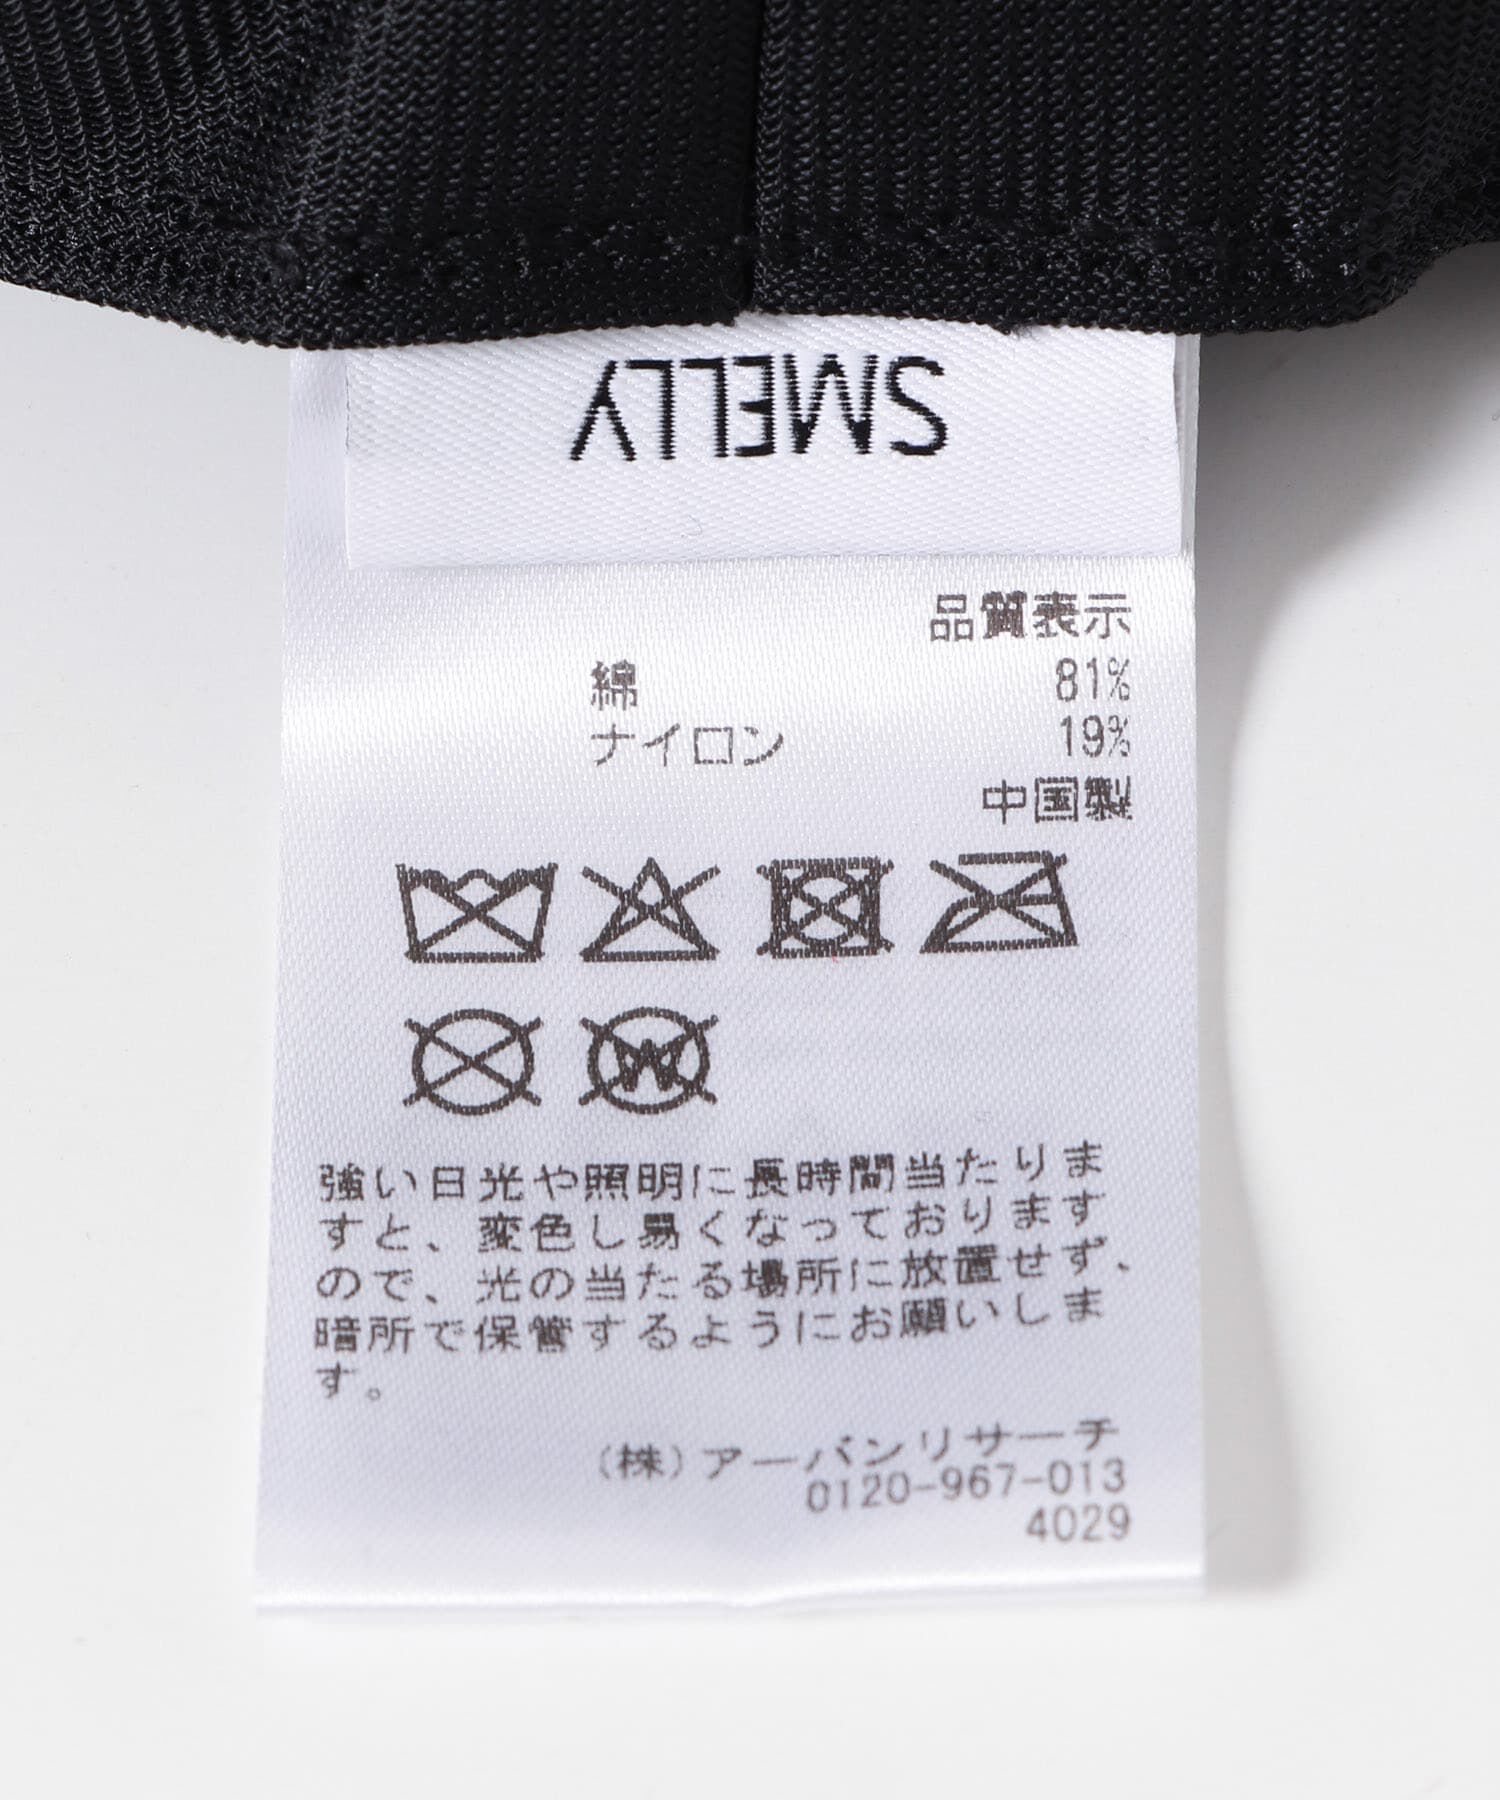 SMELLY
品質表示
綿 81%
ナイロン 19%
中国製
W
強い日光や照明に長時間当たりま
すと、変色し易くなっております
ので、光の当たる場所に放置せず、
暗所で保管するようにお願いしま
す。
(株)アーバンリサーチ
0120-967-013
4029